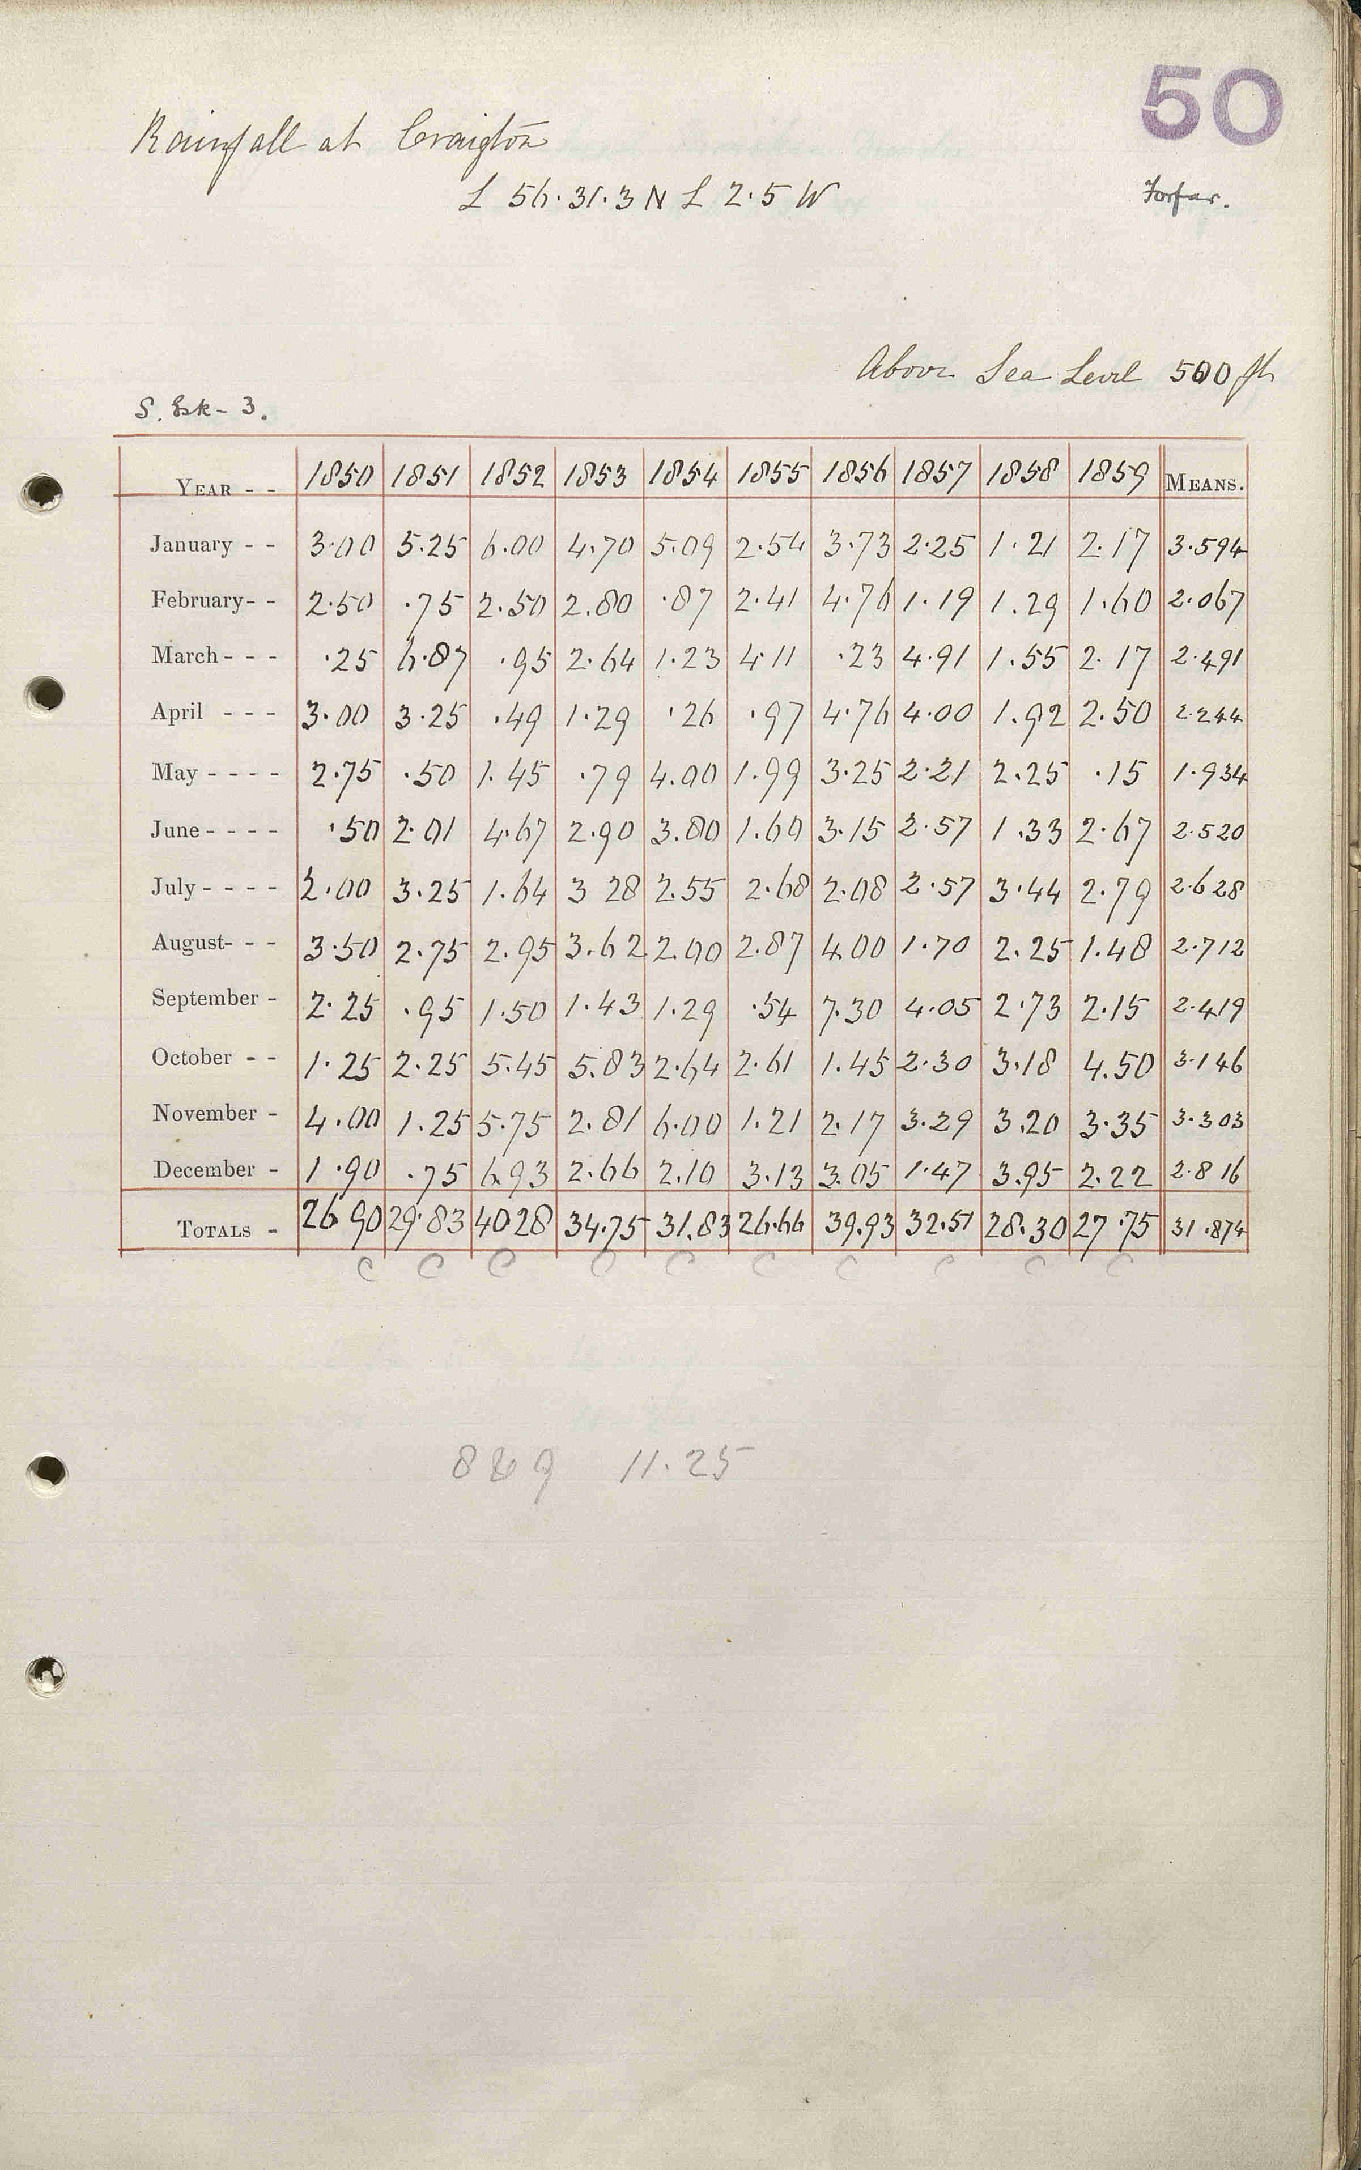 50
Rainfall at Craigton
L 56.31.3 N L 2.5 W
Forfar.
Above Sea Level 500 ft
S. Esk - 3.
YEAR - - 1850 1851 1852 1853 1854 1855 1856 1857 1858 1859 MEANS.
January - - 3.00 5.25 6.00 4.70 5.09 2.54 3.73 2.25 1.21 2.17 3.594
February - - 2.50 .75 2.50 2.80 .87 2.41 4.76 1.19 1.29 1.60 2.067
March - - - .25 6.87 .95 2.64 1.23 4.11 .23 4.91 1.55 2.17 2.491
April - - - 3.00 3.25 .49 1.29 .26 .97 4.76 4.00 1.92 2.50 2.244
May - - - - 2.75 .50 1.45 .79 4.00 1.99 3.25 2.21 2.25 .15 1.934
June - - - - .50 2.01 4.67 2.90 3.80 1.60 3.15 2.57 1.33 2.67 2.520
July - - - - 2.00 3.25 1.64 3 28 2.55 2.68 2.08 2.57 3.44 2.79 2.628
August - - - 3.50 2.75 2.95 3.62 2.00 2.87 4.00 1.70 2.25 1.48 2.712
September - 2.25 .95 1.50 1.43 1.29 .54 7.30 4.05 2.73 2.15 2.419
October - - 1.25 2.25 5.45 5.83 2.64 2.61 1.45 2.30 3.18 4.50 3.146
November - 4.00 1.25 5.75 2.81 6.00 1.21 2.17 3.29 3.20 3.35 3.303
December - 1.90 .75 6.93 2.66 2.10 3.13 3.05 1.47 3.95 2.22 2.816
TOTALS - 26 90 29.83 40 28 34.75 31.83 26.66 39.93 32.51 28.30 27.75 31.874
C C C C C C C C C C
11.25